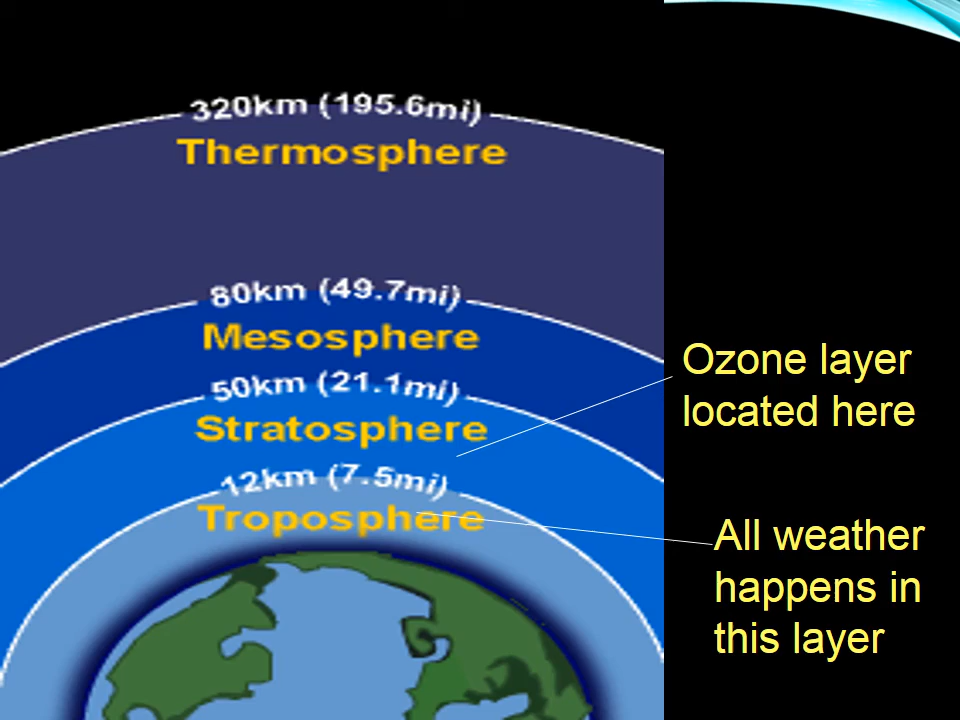 320km (195.6mi)
Thermosphere
80km (49.7mi)
Mesosphere
50km (21.1mi)
Stratosphere
12km (7.5mi)
Troposphere
Ozone layer
located here
All weather
happens in
this layer